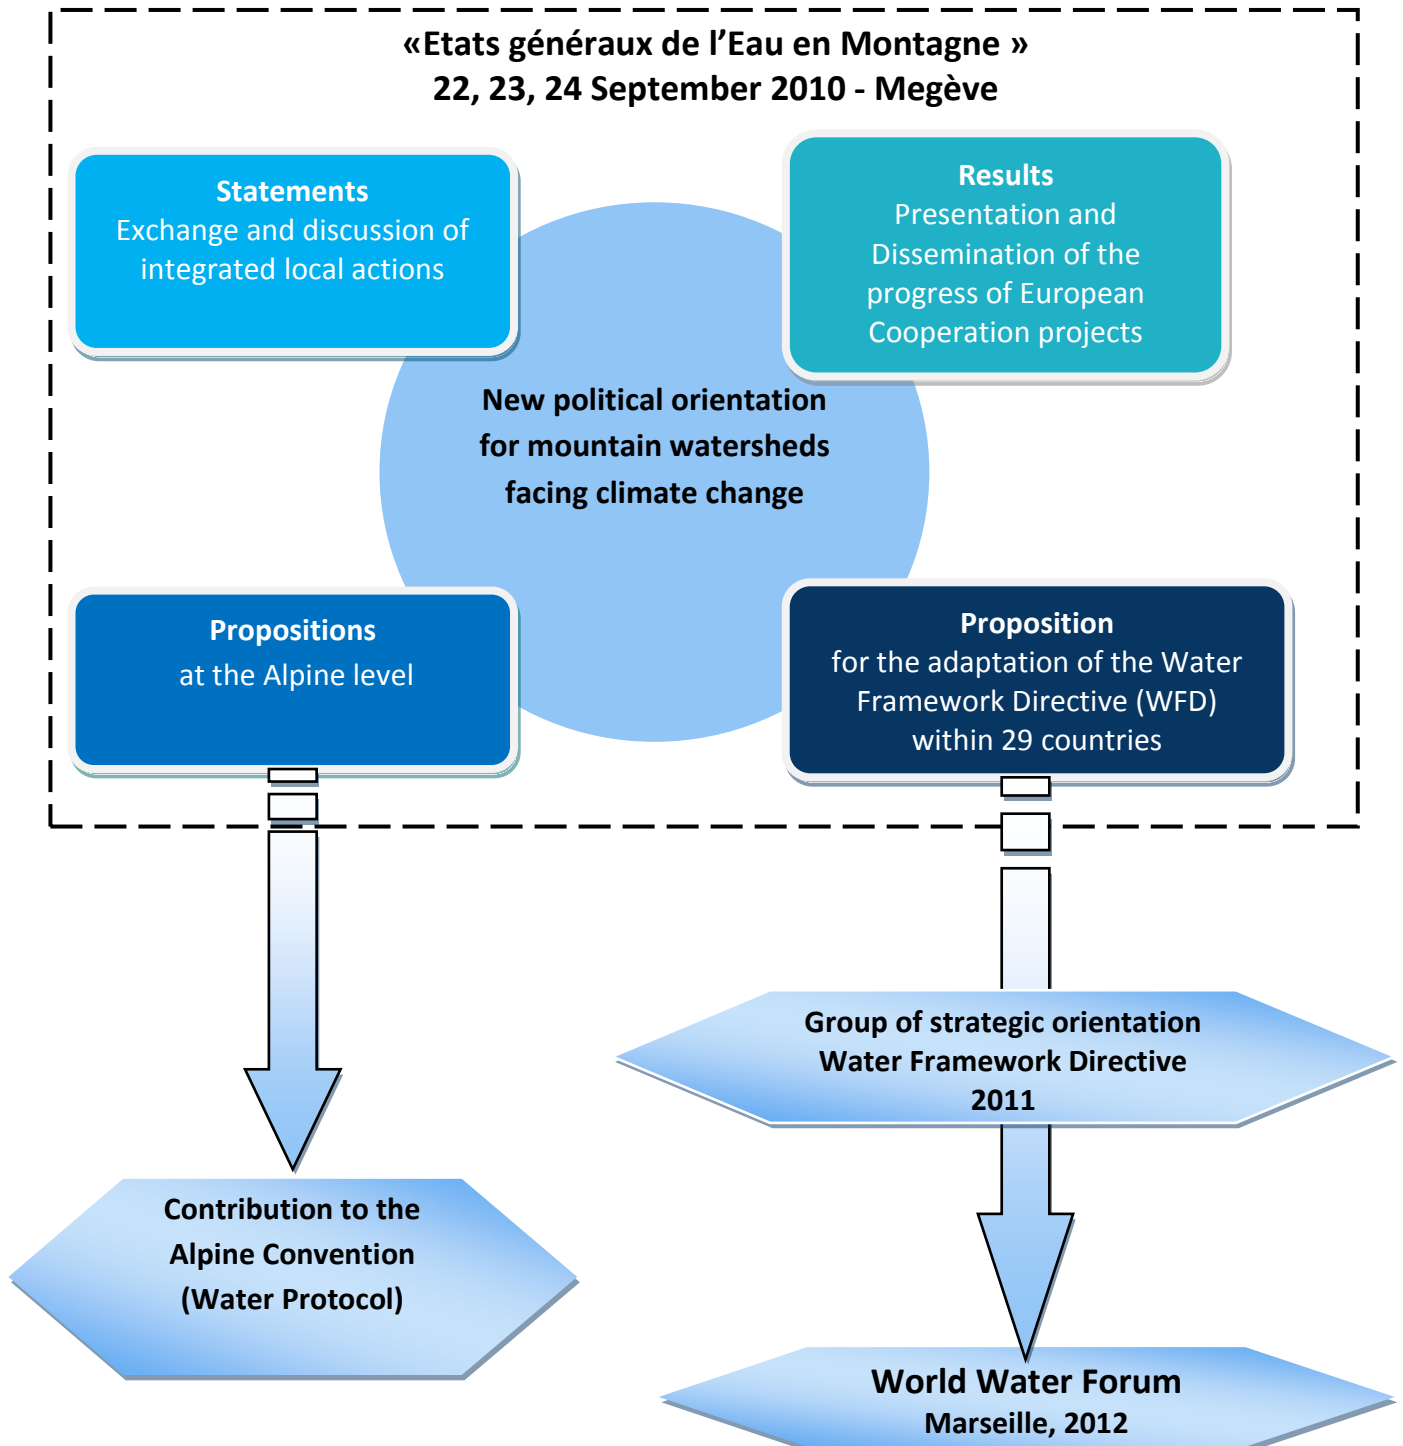 «Etats généraux de l’Eau en Montagne »
22, 23, 24 September 2010 - Megève
Statements
Exchange and discussion of
integrated local actions
Results
Presentation and
Dissemination of the
progress of European
Cooperation projects
New political orientation
for mountain watersheds
facing climate change
Propositions
at the Alpine level
Proposition
for the adaptation of the Water
Framework Directive (WFD)
within 29 countries
Group of strategic orientation
Water Framework Directive
2011
Contribution to the
Alpine Convention
(Water Protocol)
World Water Forum
Marseille, 2012